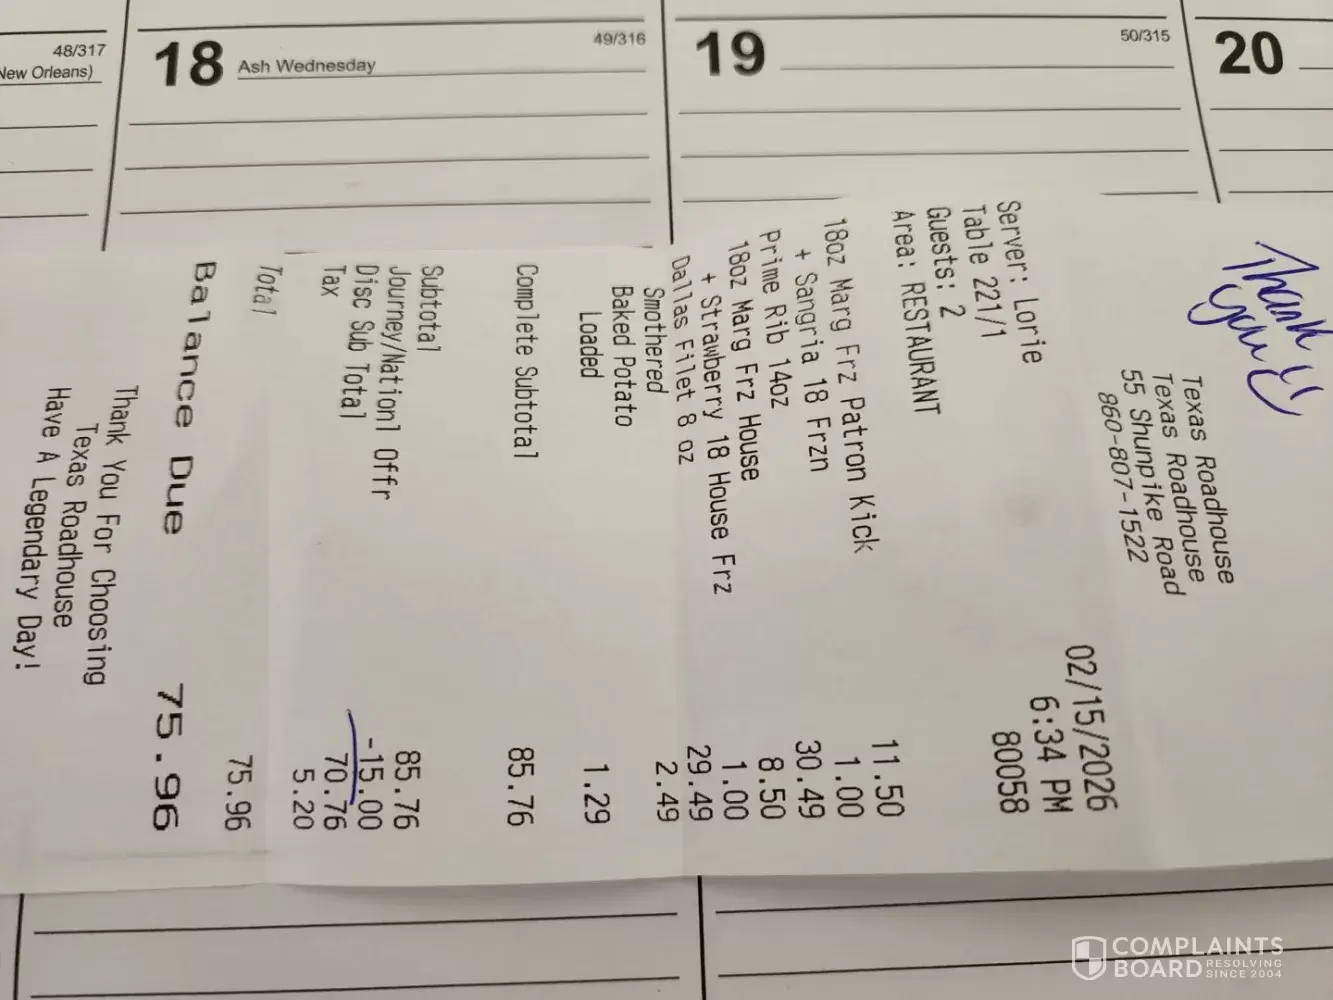 48/317
New Orleans)
18 Ash Wednesday
49/316
19
50/315
20
Thank
You
Texas Roadhouse
Texas Roadhouse
55 Shunpike Road
860-807-1522
02/15/2026
Server: Lorie 6:34 PM
Table 221/1 80058
Guests: 2
Area: RESTAURANT
18oz Marg Frz Patron Kick 11.50
+ Sangria 18 Frzn 1.00
Prime Rib 14oz 30.49
18oz Marg Frz House 8.50
+ Strawberry 18 House Frz 1.00
Dallas Filet 8 oz 29.49
Smothered 2.49
Baked Potato
Loaded 1.29
Complete Subtotal 85.76
Subtotal 85.76
Journey/Nationl Offr -15.00
Disc Sub Total 70.76
Tax 5.20
Total 75.96
Balance Due 75.96
Thank You For Choosing
Texas Roadhouse
Have A Legendary Day!
COMPLAINTS
BOARD RESOLVING
SINCE 2004